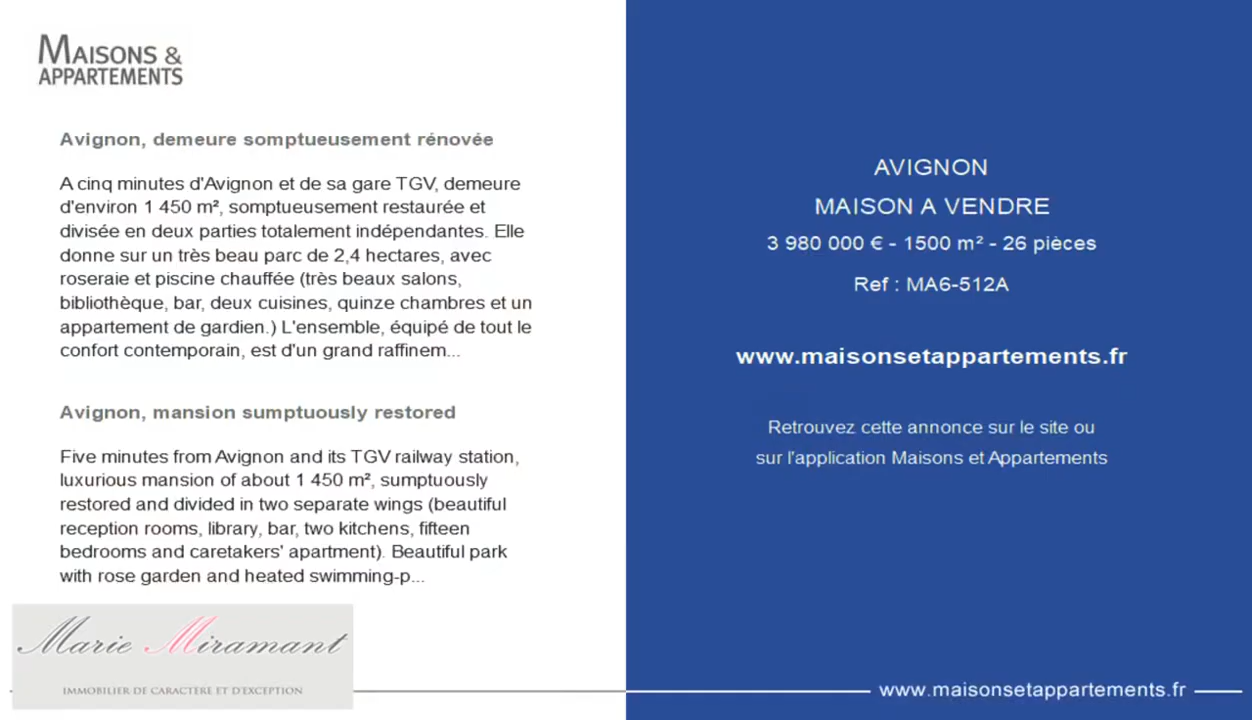 MAISONS &
APPARTEMENTS
Avignon, demeure somptueusement rénovée
A cinq minutes d'Avignon et de sa gare TGV, demeure
d'environ 1 450 m², somptueusement restaurée et
divisée en deux parties totalement indépendantes. Elle
donne sur un très beau parc de 2,4 hectares, avec
roseraie et piscine chauffée (très beaux salons,
bibliothèque, bar, deux cuisines, quinze chambres et un
appartement de gardien.) L'ensemble, équipé de tout le
confort contemporain, est d'un grand raffinem...
Avignon, mansion sumptuously restored
Five minutes from Avignon and its TGV railway station,
luxurious mansion of about 1 450 m², sumptuously
restored and divided in two separate wings (beautiful
reception rooms, library, bar, two kitchens, fifteen
bedrooms and caretakers' apartment). Beautiful park
with rose garden and heated swimming-p...
Marie Miramant
IMMOBILIER DE CARACTÈRE ET D'EXCEPTION
AVIGNON
MAISON A VENDRE
3 980 000 € - 1500 m² - 26 pièces
Ref : MA6-512A
www.maisonsetappartements.fr
Retrouvez cette annonce sur le site ou
sur l'application Maisons et Appartements
www.maisonsetappartements.fr